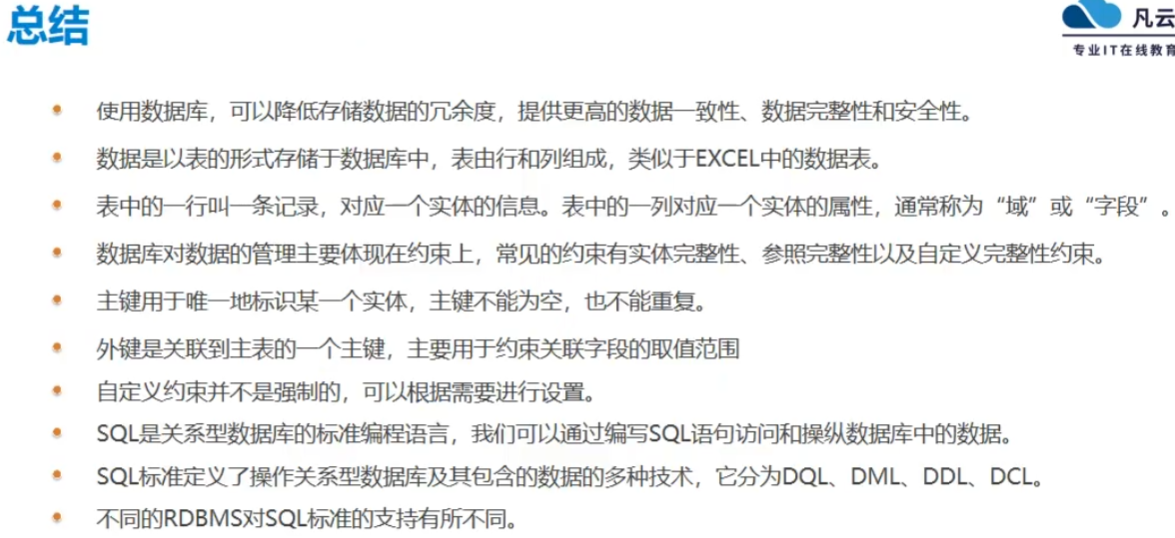 总结
凡云
专业IT在线教育
使用数据库，可以降低存储数据的冗余度，提供更高的数据一致性、数据完整性和安全性。
数据是以表的形式存储于数据库中，表由行和列组成，类似于EXCEL中的数据表。
表中的一行叫一条记录，对应一个实体的信息。表中的一列对应一个实体的属性，通常称为“域”或“字段”。
数据库对数据的管理主要体现在约束上，常见的约束有实体完整性、参照完整性以及自定义完整性约束。
主键用于唯一地标识某一个实体，主键不能为空，也不能重复。
外键是关联到主表的一个主键，主要用于约束关联字段的取值范围
自定义约束并不是强制的，可以根据需要进行设置。
SQL是关系型数据库的标准编程语言，我们可以通过编写SQL语句访问和操纵数据库中的数据。
SQL标准定义了操作关系型数据库及其包含的数据的多种技术，它分为DQL、DML、DDL、DCL。
不同的RDBMS对SQL标准的支持有所不同。